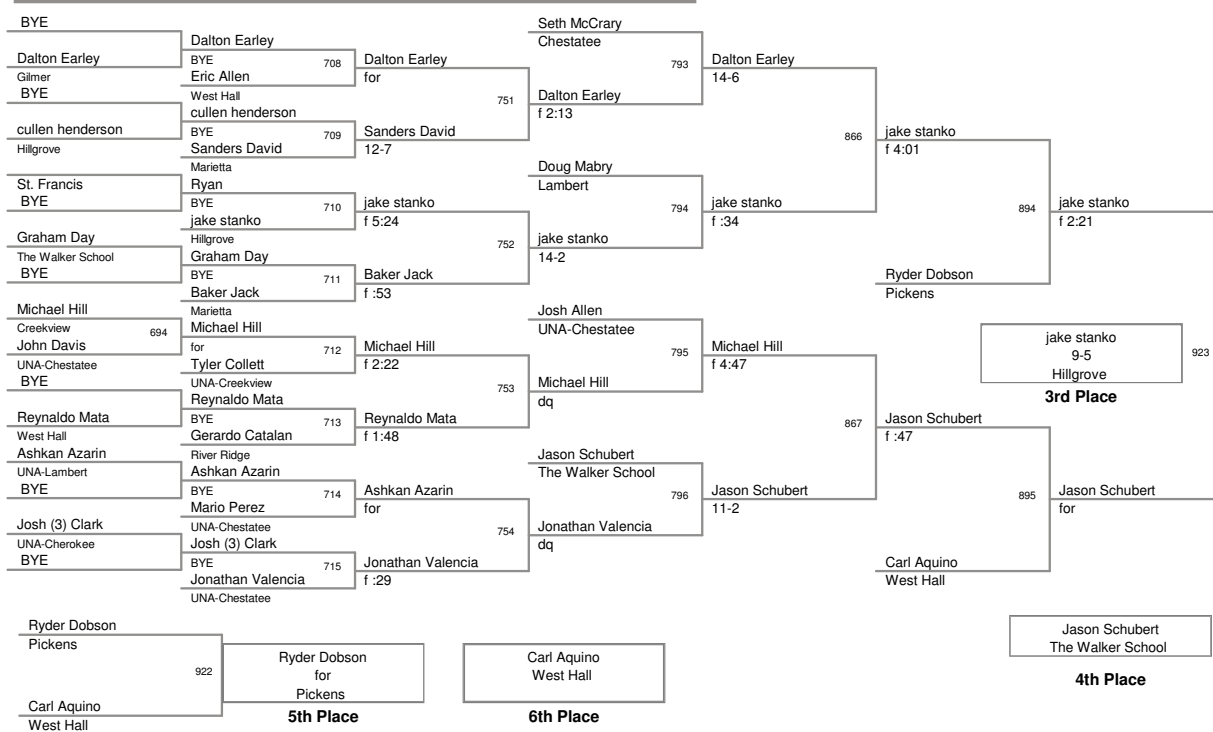 BYE
Dalton Earley
Gilmer
BYE
cullen henderson
Hillgrove
St. Francis
BYE
Graham Day
The Walker School
BYE
Michael Hill
Creekview
694
John Davis
UNA-Chestatee
BYE
Reynaldo Mata
West Hall
Ashkan Azarin
UNA-Lambert
BYE
Josh (3) Clark
UNA-Cherokee
BYE
Dalton Earley
BYE
708
Eric Allen
West Hall
cullen henderson
BYE
709
Sanders David
Marietta
Ryan
BYE
710
jake stanko
Hillgrove
Graham Day
BYE
711
Baker Jack
Marietta
Michael Hill
for
712
Tyler Collett
UNA-Creekview
Reynaldo Mata
BYE
713
Gerardo Catalan
River Ridge
Ashkan Azarin
BYE
714
Mario Perez
UNA-Chestatee
Josh (3) Clark
BYE
715
Jonathan Valencia
UNA-Chestatee
Dalton Earley
for
751
Sanders David
12-7
jake stanko
f 5:24
752
Baker Jack
f :53
Michael Hill
f 2:22
753
Reynaldo Mata
f 1:48
Ashkan Azarin
for
754
Jonathan Valencia
f :29
Seth McCrary
Chestatee
793
Dalton Earley
f 2:13
Doug Mabry
Lambert
794
jake stanko
14-2
Josh Allen
UNA-Chestatee
795
Michael Hill
dq
Jason Schubert
The Walker School
796
Jonathan Valencia
dq
Dalton Earley
14-6
866
jake stanko
f :34
Michael Hill
f 4:47
867
Jason Schubert
11-2
jake stanko
f 4:01
894
Ryder Dobson
Pickens
Jason Schubert
f :47
895
Carl Aquino
West Hall
jake stanko
f 2:21
jake stanko
9-5
Hillgrove
923
3rd Place
Jason Schubert
for
Jason Schubert
The Walker School
4th Place
Ryder Dobson
Pickens
922
Carl Aquino
West Hall
Ryder Dobson
for
Pickens
5th Place
Carl Aquino
West Hall
6th Place